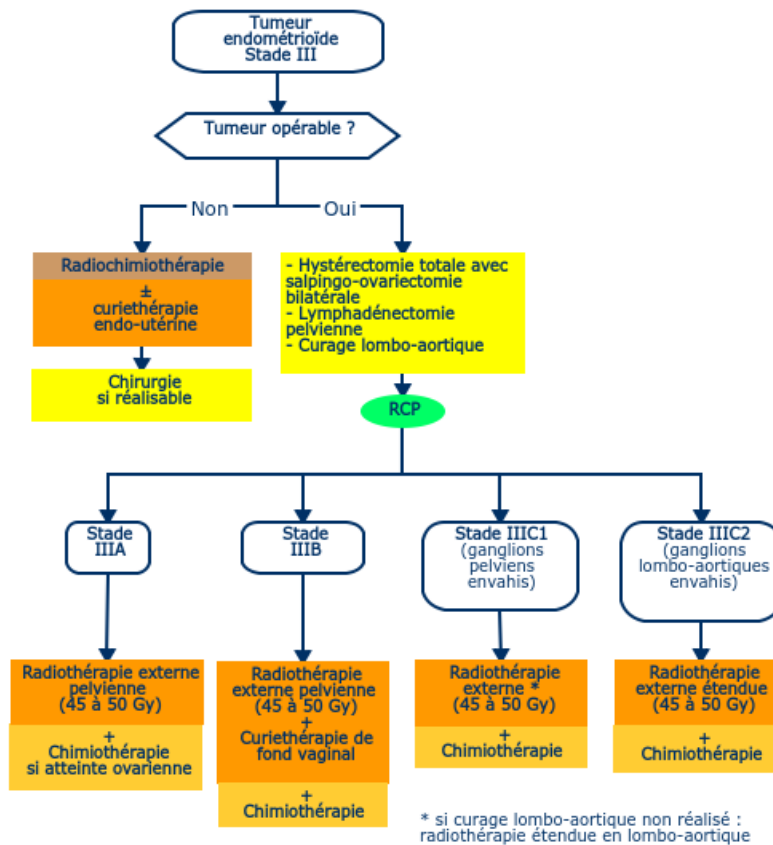 Tumeur
endométrioïde
Stade III
Tumeur opérable ?
Non
Oui
Radiochimiothérapie
±
curiethérapie
endo-utérine
Chirurgie
si réalisable
- Hystérectomie totale avec
salpingo-ovariectomie
bilatérale
- Lymphadénectomie
pelvienne
- Curage lombo-aortique
RCP
Stade
IIIA
Stade
IIIB
Stade IIIC1
(ganglions
pelviens
envahis)
Stade IIIC2
(ganglions
lombo-aortiques
envahis)
Radiothérapie externe
pelvienne
(45 à 50 Gy)
+
Chimiothérapie
si atteinte ovarienne
Radiothérapie
externe pelvienne
(45 à 50 Gy)
+
Curiethérapie de
fond vaginal
+
Chimiothérapie
Radiothérapie
externe *
(45 à 50 Gy)
+
Chimiothérapie
Radiothérapie
externe étendue
(45 à 50 Gy)
+
Chimiothérapie
* si curage lombo-aortique non réalisé :
radiothérapie étendue en lombo-aortique